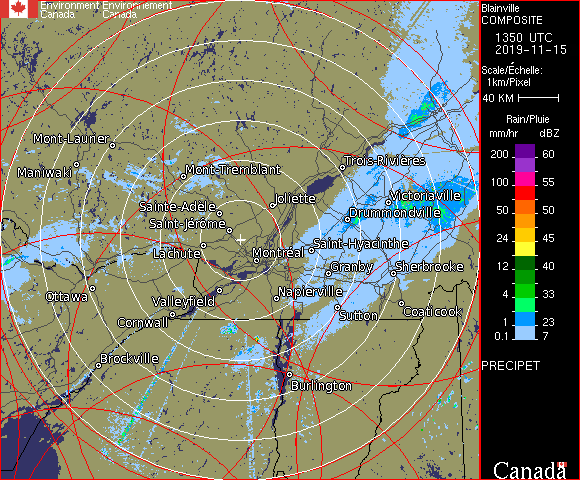 Environment Environnement
Canada Canada
Blainville
COMPOSITE
1350 UTC
2019-11-15
Scale/Échelle:
1km/Pixel
40 KM
Rain/Pluie
mm/hr dBZ
200 60
100 55
50 50
24 45
12 40
4 33
1 23
0.1 7
PRECIPET
Canada
Mont-Laurier
Maniwaki
Mont-Tremblant
Trois-Rivières
Joliette
Victoriaville
Sainte-Adele
Drummondville
Saint-Jérôme
Lachute
Montréal
Saint-Hyacinthe
Granby
Sherbrooke
Ottawa
Valleyfield
Napierville
Cornwall
Sutton
Coaticook
Brockville
Burlington